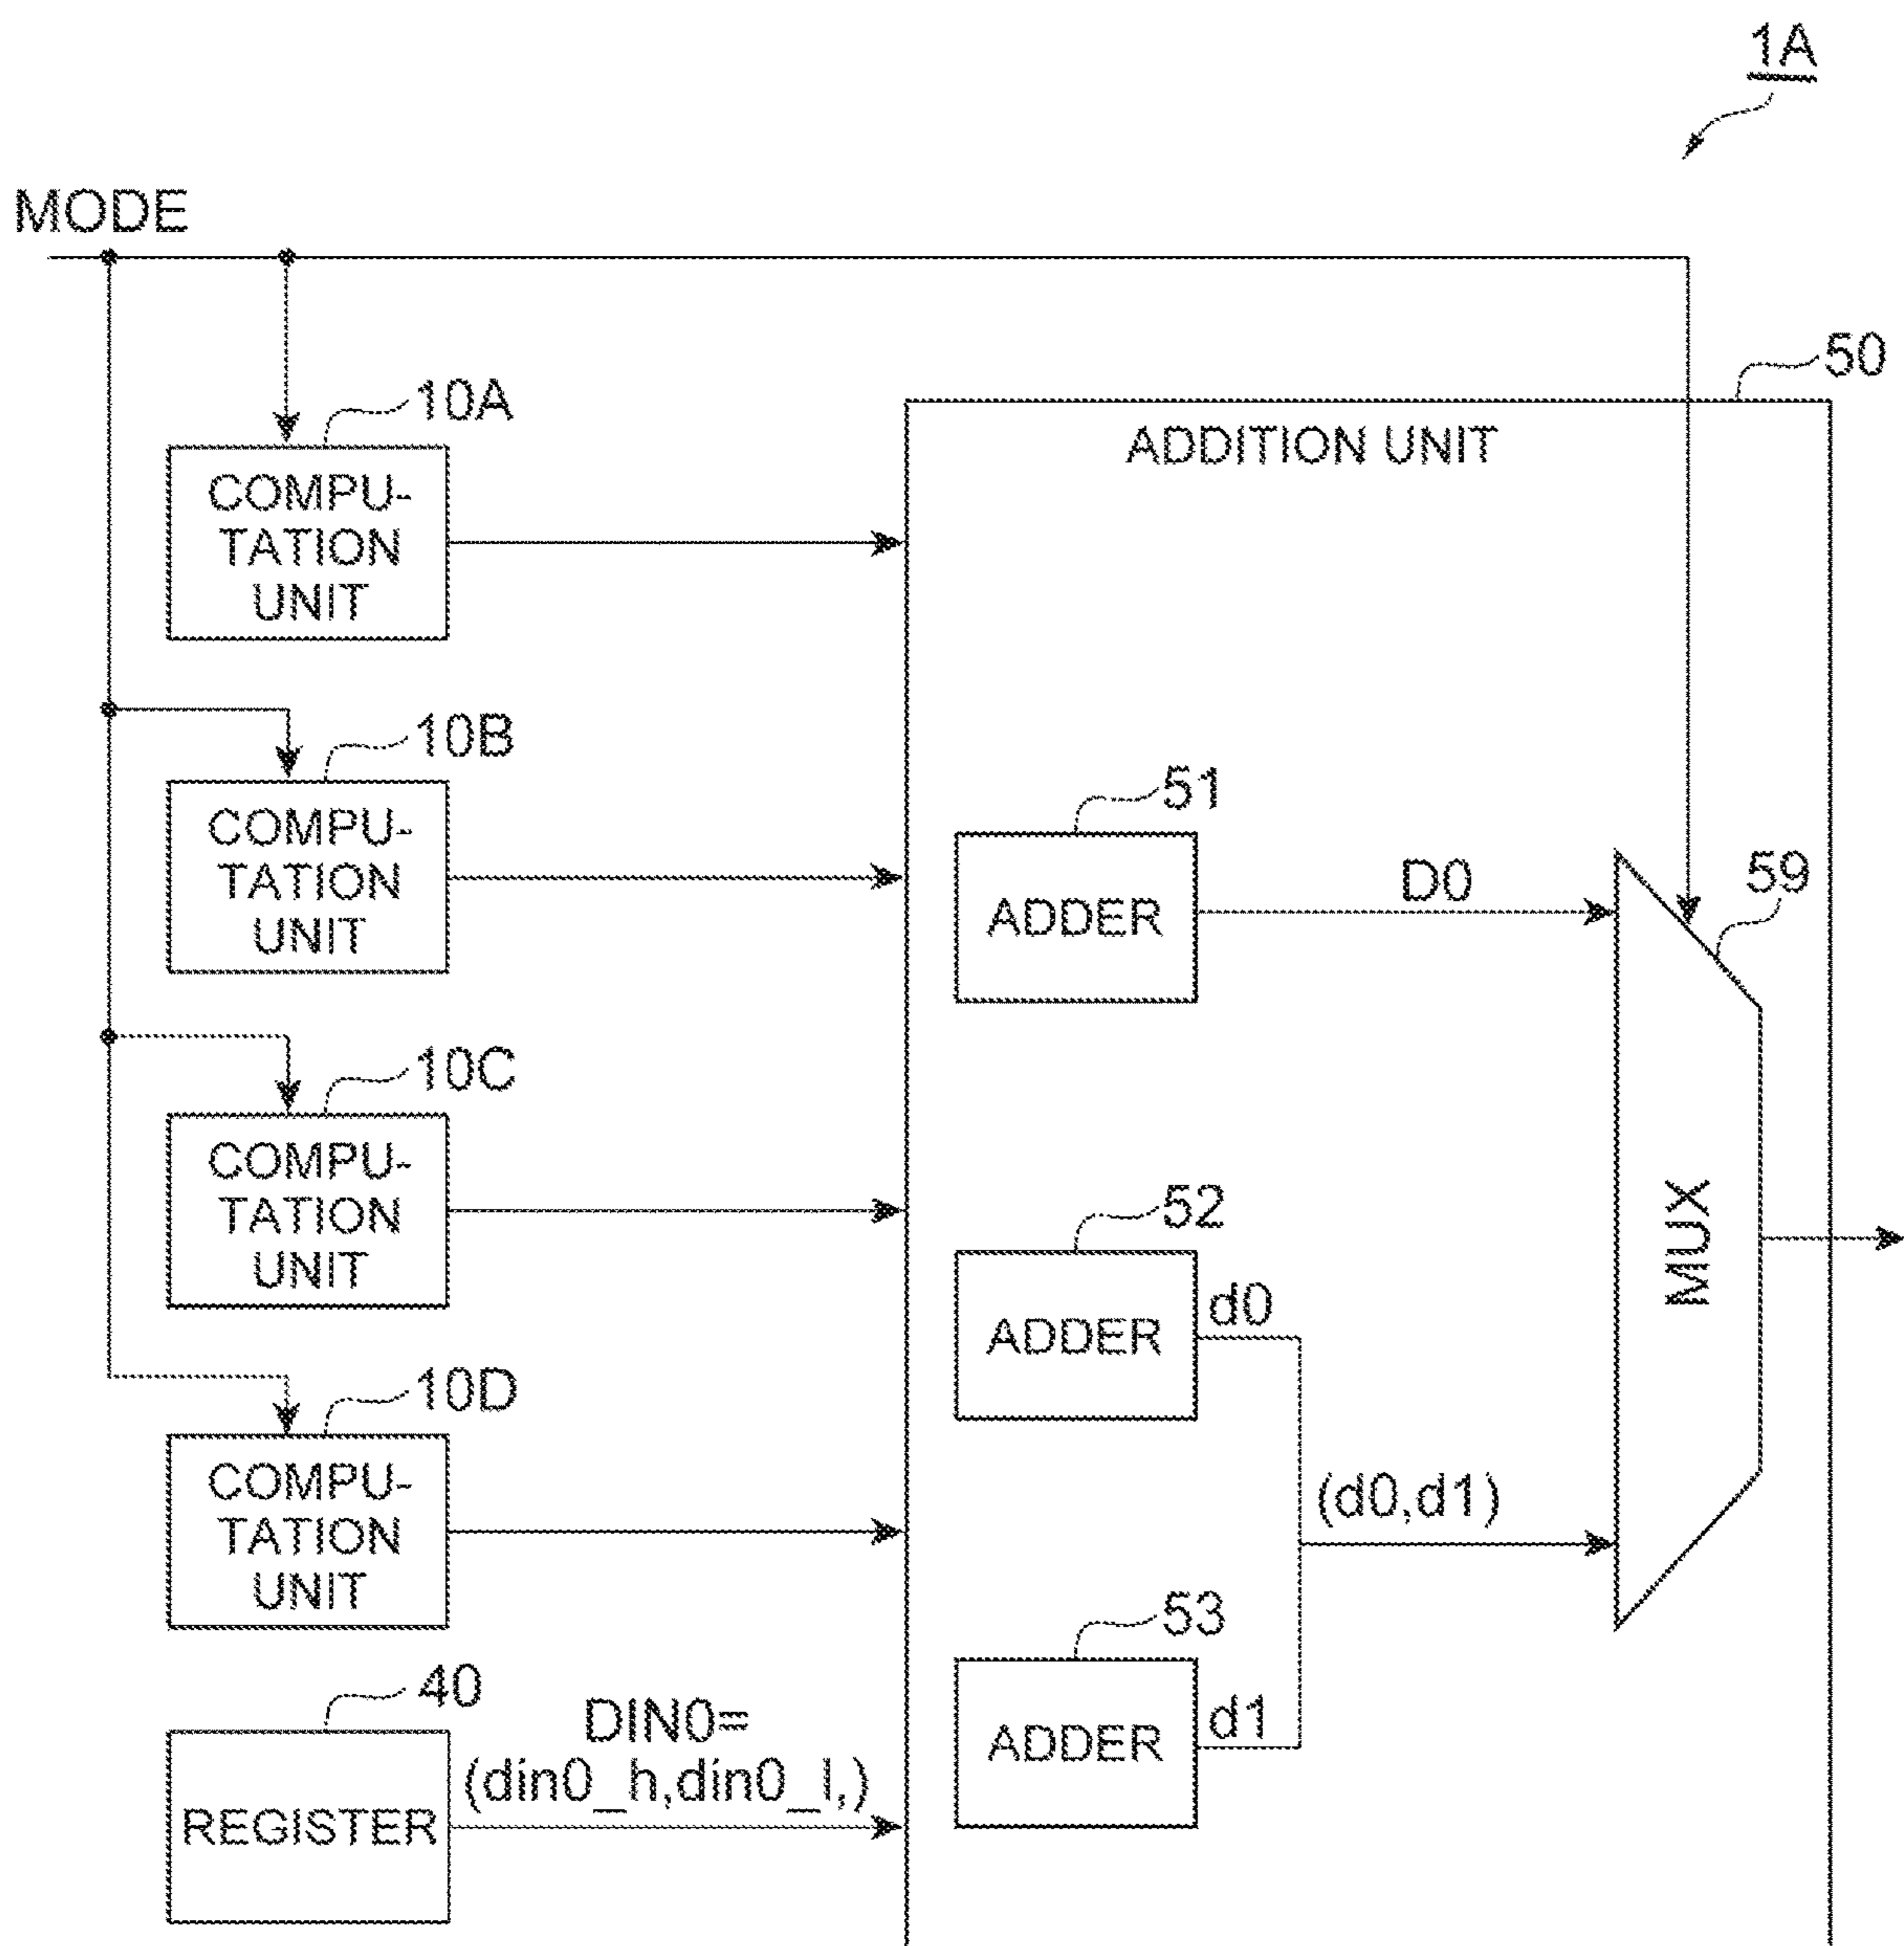 1A
MODE
50
10A
ADDITION UNIT
COMPU-
TATION
UNIT
10B
51
COMPU-
TATION
UNIT
ADDER
D0
59
10C
COMPU-
TATION
UNIT
52
ADDER
d0
MUX
10D
COMPU-
TATION
UNIT
(d0,d1)
53
ADDER
d1
40
REGISTER
DIN0=
(din0_h,din0_l,)